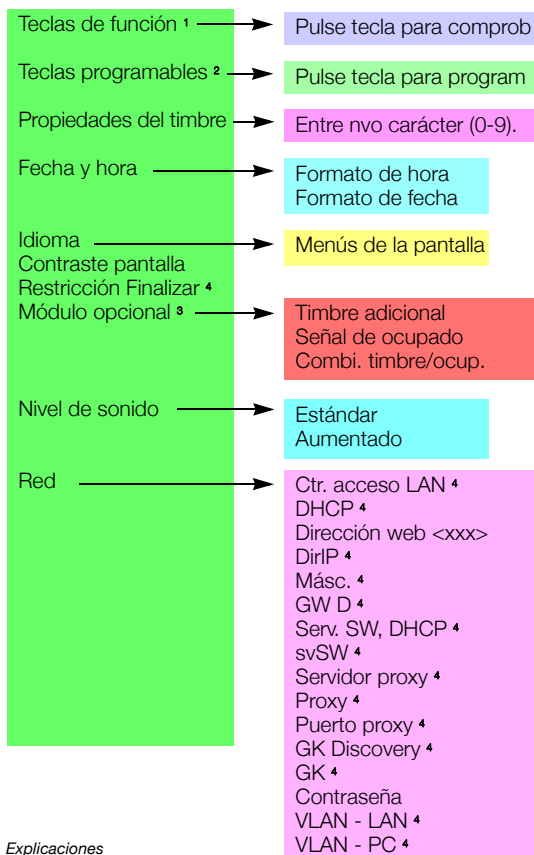 Teclas de función ¹
Pulse tecla para comprob
Teclas programables ²
Pulse tecla para program
Propiedades del timbre
Entre nvo carácter (0-9).
Fecha y hora
Formato de hora
Formato de fecha
Idioma
Menús de la pantalla
Contraste pantalla
Restricción Finalizar ⁴
Módulo opcional ³
Timbre adicional
Señal de ocupado
Combi. timbre/ocup.
Nivel de sonido
Estándar
Aumentado
Red
Ctr. acceso LAN ⁴
DHCP ⁴
Dirección web <xxx>
DirIP ⁴
Másc. ⁴
GW D ⁴
Serv. SW, DHCP ⁴
svSW ⁴
Servidor proxy ⁴
Proxy ⁴
Puerto proxy ⁴
GK Discovery ⁴
GK ⁴
Contraseña
VLAN - LAN ⁴
VLAN - PC ⁴
Explicaciones